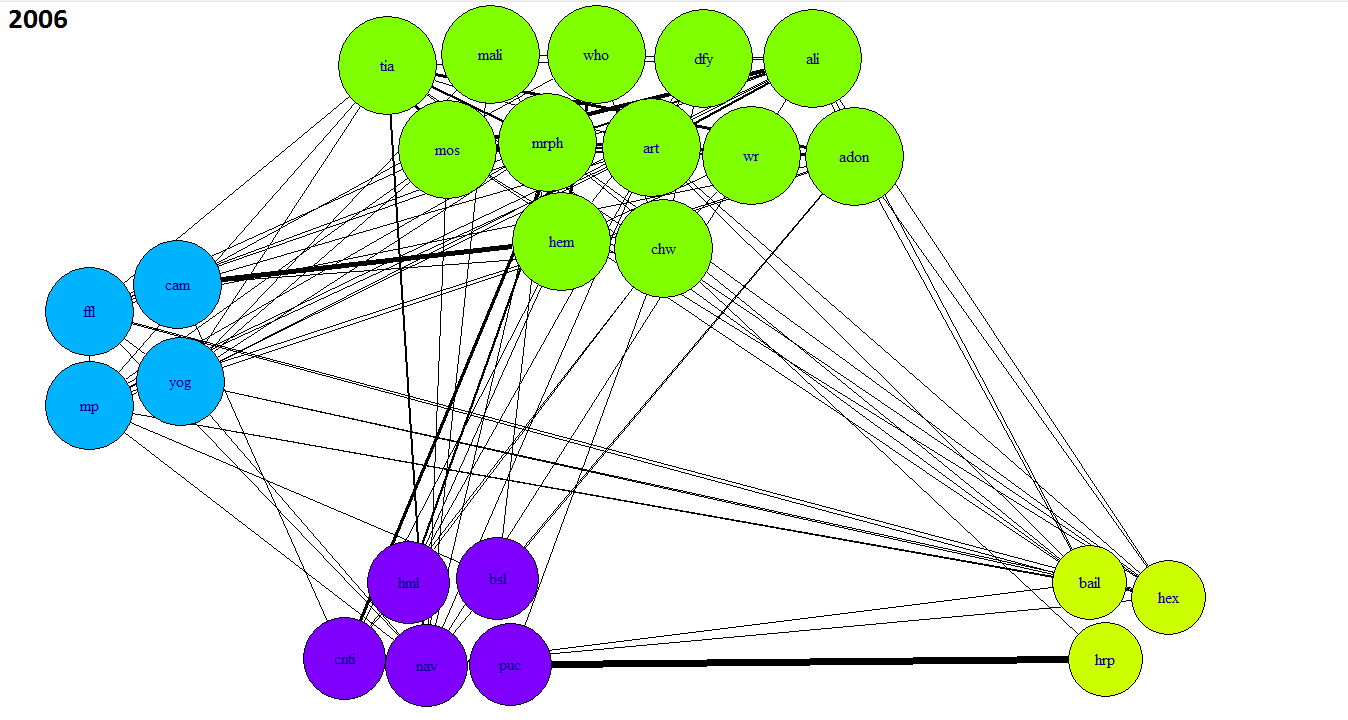 2006
tia
mali
who
dfy
ali
mos
mrph
art
wr
adon
hem
chw
cam
ffl
yog
mp
hml
bsl
cnti
nav
puc
bail
hex
hrp